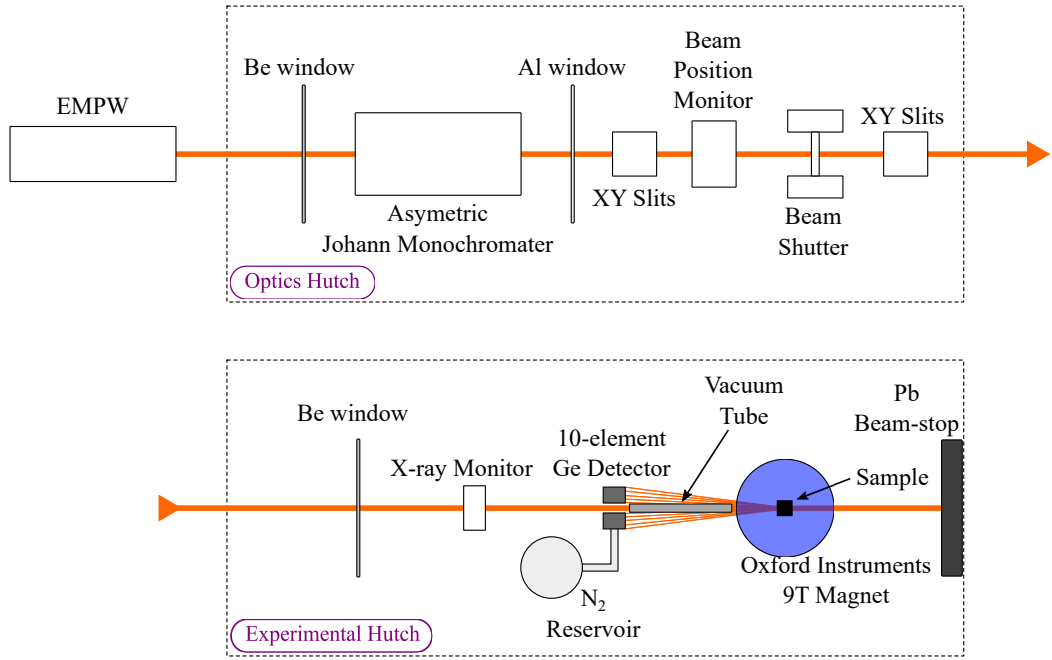 EMPW
Be window
Asymetric
Johann Monochromater
Al window
XY Slits
Beam
Position
Monitor
Beam
Shutter
XY Slits
Optics Hutch
Be window
X-ray Monitor
10-element
Ge Detector
N2
Reservoir
Vacuum
Tube
Sample
Oxford Instruments
9T Magnet
Pb
Beam-stop
Experimental Hutch